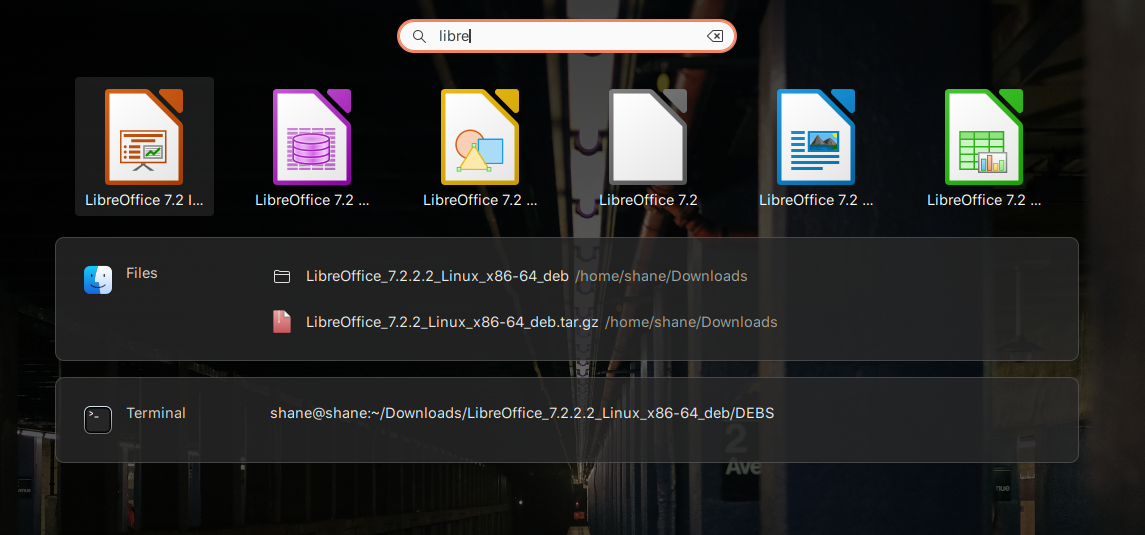 libre
LibreOffice 7.2 I...
LibreOffice 7.2 ...
LibreOffice 7.2 ...
LibreOffice 7.2
LibreOffice 7.2 ...
LibreOffice 7.2 ...
Files
LibreOffice_7.2.2.2_Linux_x86-64_deb /home/shane/Downloads
LibreOffice_7.2.2_Linux_x86-64_deb.tar.gz /home/shane/Downloads
>_
Terminal
shane@shane:~/Downloads/LibreOffice_7.2.2.2_Linux_x86-64_deb/DEBS
2
Ave